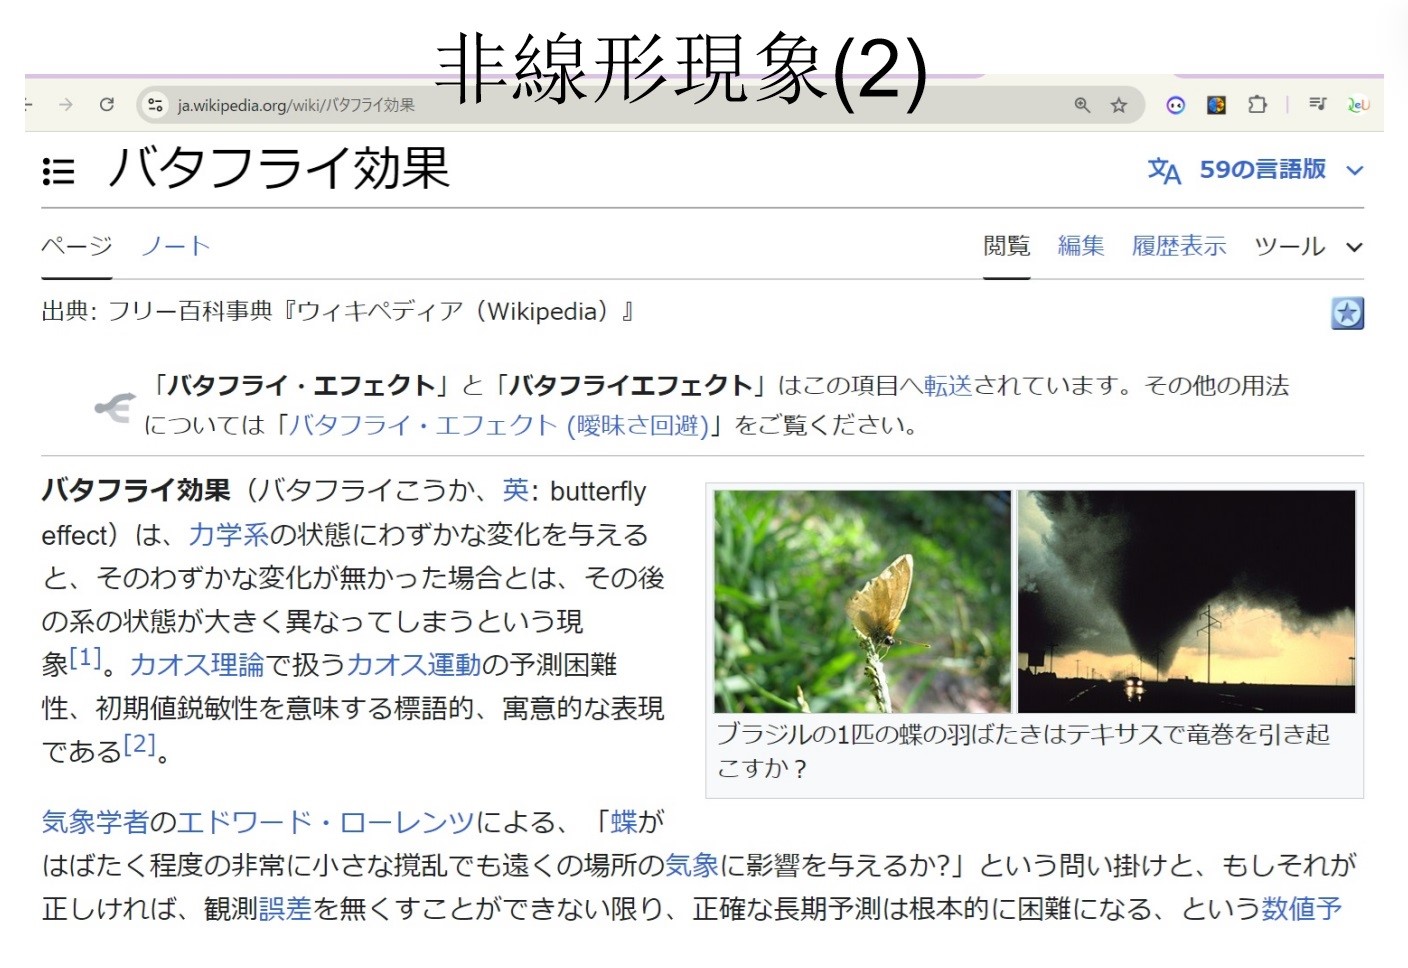 非線形現象(2)
ja.wikipedia.org/wiki/バタフライ効果
バタフライ効果
59の言語版
ページ ノート
閲覧 編集 履歴表示 ツール
出典: フリー百科事典『ウィキペディア（Wikipedia）』
「バタフライ・エフェクト」と「バタフライエフェクト」はこの項目へ転送されています。その他の用法
については「バタフライ・エフェクト (曖昧さ回避)」をご覧ください。
バタフライ効果（バタフライこうか、英: butterfly
effect）は、力学系の状態にわずかな変化を与える
と、そのわずかな変化が無かった場合とは、その後
の系の状態が大きく異なってしまうという現
象[1]。カオス理論で扱うカオス運動の予測困難
性、初期値鋭敏性を意味する標語的、寓意的な表現
である[2]。
ブラジルの1匹の蝶の羽ばたきはテキサスで竜巻を引き起
こすか？
気象学者のエドワード・ローレンツによる、「蝶が
はばたく程度の非常に小さな撹乱でも遠くの場所の気象に影響を与えるか?」という問い掛けと、もしそれが
正しければ、観測誤差を無くすことができない限り、正確な長期予測は根本的に困難になる、という数値予